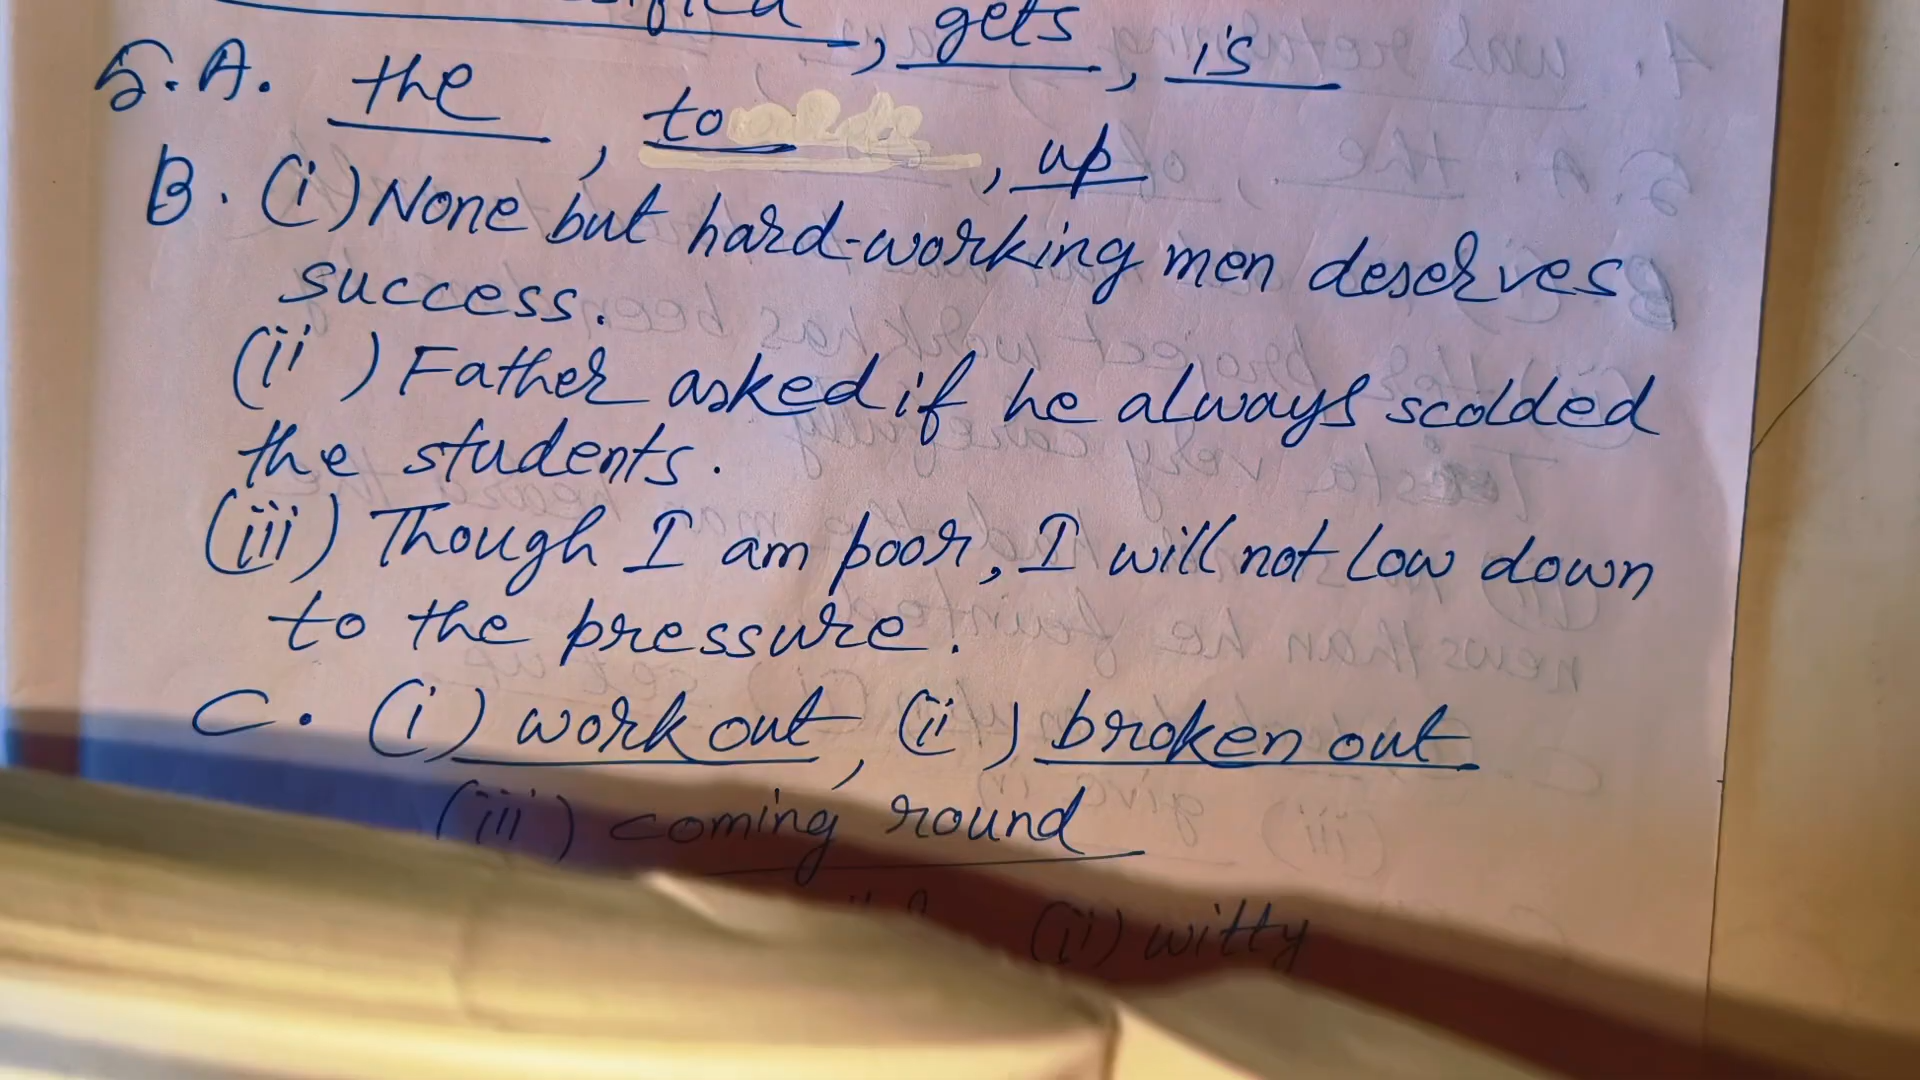 , gets, is
5. A. the, to, up
B. (i) None but hard-working men deserves
success.
(ii) Father asked if he always scolded
the students.
(iii) Though I am poor, I will not low down
to the pressure.
C. (i) work out, (ii) broken out
(iii) coming round
(ii) witty